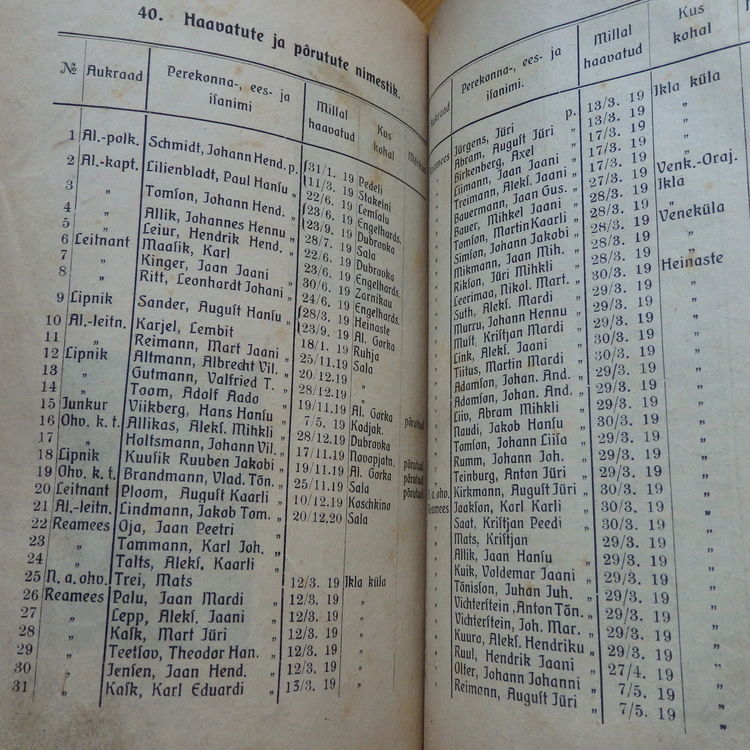 40. Haavatute ja põrutute nimestik.
№ Aukraad Perekonna-, ees- ja isanimi Millal haavatud Kus kohal
1 Al.-polk. Schmidt, Johann Hend. p. 31/1. 19 Pedeli
11/3. 19 Stakelni
2 Al.-kapt. Lilienbladt, Paul Hansu „ 22/6. 19 Lemsalu
3 „ Tomson, Johann Hend. „ 23/6. 19 Engelhards.
23/9. 19 Dubrovka
4 „ Allik, Johannes Hennu „ 28/7. 19 Sala
5 „ Leiur, Hendrik Hend. „ 22/6. 19 Dubrovka
6 Leitnant Maasik, Karl 23/6. 19 Engelhards.
7 „ Kinger, Jaan Jaani „ 30/6. 19 Zarnikau
8 „ Ritt, Leonhardt Johani „ 24/6. 19 Engelhards.
9 Lipnik Sander, August Hansu „ 28/3. 19 Heinaste
23/9. 19 Al. Gorka
10 Al.-leitn. Karjel, Lembit 18/1. 19 Ruhja
11 „ Reimann, Mart Jaani „ 25/11.19 Sala
12 Lipnik Altmann, Albrecht Vil. „ 20/12.19 „
13 „ Gutmann, Valfried T. „ 28/12.19 „
14 „ Toom, Adolf Aado „ 19/11.19 Al. Gorka
15 Junkur Viikberg, Hans Hansu „ 7/5. 19 Kodjak. põrutud
16 Ohv. k. t. Allikas, Aleks. Mihkli „ 28/12.19 Dubrovka
17 „ Holtsmann, Johann Vil. „ 17/11.19 Novopjatn. põrutud
18 Lipnik Kuusik Ruuben Jakobi „ 19/11.19 Al. Gorka põrutud
19 Ohv. k. t. Brandmann, Vlad. Tõn. „ 25/11.19 Sala põrutud
20 Leitnant Ploom, August Kaarli „ 10/12.19 Koschkino
21 Al.-leitn. Lindmann, Jakob Tom. „ 20/12.20 Sala
22 Reamees Oja, Jaan Peetri „
23 „ Tammann, Karl Joh. „
24 „ Talts, Aleks. Kaarli „
25 N. a. ohv. Trei, Mats 12/3. 19 Ikla küla
26 Reamees Palu, Jaan Mardi „ 12/3. 19 „
27 „ Lepp, Aleks. Jaani „ 12/3. 19 „
28 „ Kask, Mart Jüri „ 12/3. 19 „
29 „ Teetsov, Theodor Han. „ 12/3. 19 „
30 „ Jensen, Jaan Hend. „ 12/3. 19 „
31 „ Kask, Karl Eduardi „ 13/3. 19 „
Aukraad Perekonna-, ees- ja isanimi. Millal haavatud Kus kohal
Reamees Jürgens, Jüri p. 13/3. 19 Ikla küla
Abram, August Jüri „ 13/3. 19 „
Birkenberg, Axel 17/3. 19 „
Liimann, Jaan Jaani „ 17/3. 19 „
Treimann, Aleks. Jaani „ 27/3. 19 Venk.-Oraj.
Bauermann, Jaan Gus. „ 28/3. 19 Ikla
Bauer, Mihkel Jaani „ 28/3. 19 „
Tomson, Martin Kaarli „ 28/3. 19 Veneküla
Simson, Johann Jakobi „ 28/3. 19 „
Mikmann, Jaan Mih. „ 28/3. 19 „
Rikson, Jüri Mihkli „ 30/3. 19 Heinaste
Leerimaa, Nikol. Mart. „ 29/3. 19 „
Suth, Aleks. Mardi „ 29/3. 19 „
Murru, Johann Hennu „ 29/3. 19 „
Must, Kristjan Mardi „ 30/3. 19 „
Link, Aleks. Jaani „ 30/3. 19 „
Tiitus, Martin Mardi „ 29/3. 19 „
Adamson, Johan. And. „ 29/3. 19 „
Adamson, Johan. And. „ 29/3. 19 „
Liiv, Abram Mihkli „ 30/3. 19 „
Naudi, Jakob Hansu „ 30/3. 19 „
Tomson, Johann Liisa „ 29/3. 19 „
Rumm, Johann Joh. „ 29/3. 19 „
Teinburg, Anton Jüri „ 29/3. 19 „
N. a. ohv. Kirkmann, August Jüri „ 30/3. 19 „
Reamees Jaakson, Karl Karli „ 30/3. 19 „
Saat, Kristjan Peedi „ 30/3. 19 „
Mats, Kristjan 29/3. 19 „
Allik, Jaan Hansu „ 29/3. 19 „
Kuik, Voldemar Jaani „ 29/3. 19 „
Tõnison, Juhan Juh. „ 29/3. 19 „
Vichterstein, Anton Tõn. „ 29/3. 19 „
Vichterstein, Joh. Mar. „ 29/3. 19 „
Kuura, Aleks. Hendriku „ 29/3. 19 „
Ruul, Hendrik Jaani „ 27/4. 19 „
Olter, Johann Johanni „ 7/5. 19 „
Reimann, August Jüri „ 7/5. 19 „